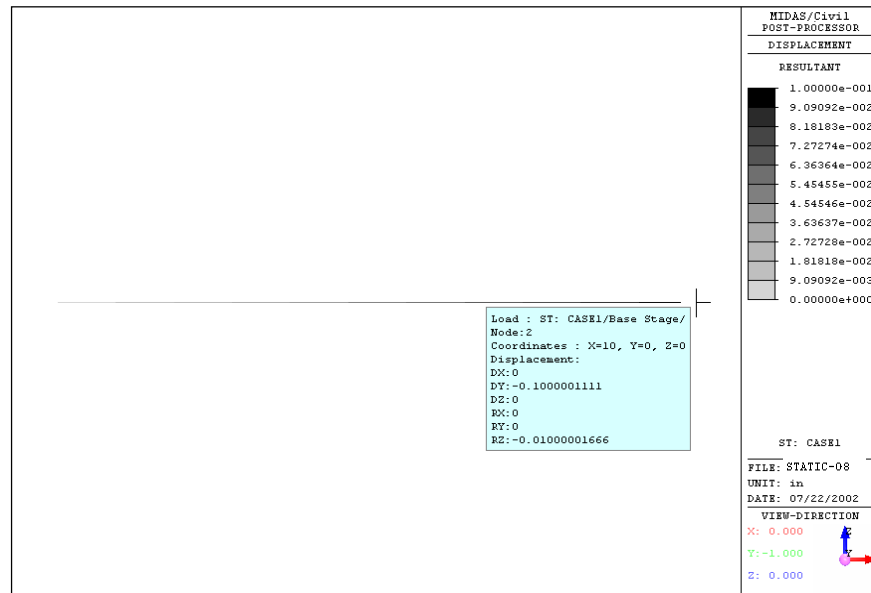 MIDAS/Civil
POST-PROCESSOR
DISPLACEMENT
RESULTANT
1.00000e-001
9.09092e-002
8.18183e-002
7.27274e-002
6.36364e-002
5.45455e-002
4.54546e-002
3.63637e-002
2.72728e-002
1.81818e-002
9.09092e-003
0.00000e+000
Load : ST: CASE1/Base Stage/
Node:2
Coordinates : X=10, Y=0, Z=0
Displacement:
DX:0
DY:-0.1000001111
DZ:0
RX:0
RY:0
RZ:-0.01000001666
ST: CASE1
FILE: STATIC-08
UNIT: in
DATE: 07/22/2002
VIEW-DIRECTION
X: 0.000
Y:-1.000
Z: 0.000
Z